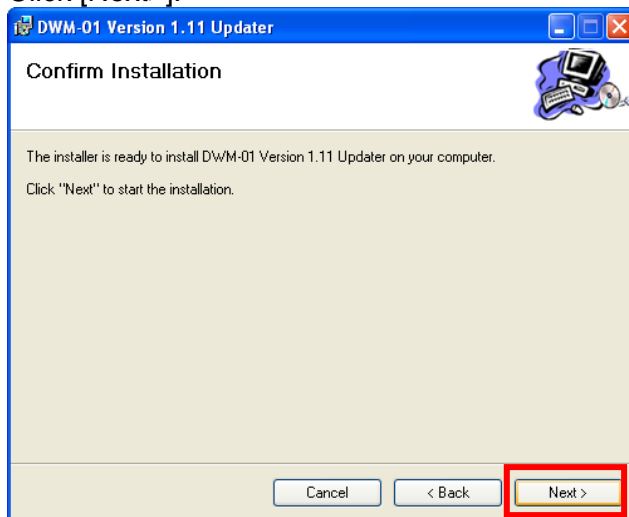 DWM-01 Version 1.11 Updater
Confirm Installation
The installer is ready to install DWM-01 Version 1.11 Updater on your computer.
Click "Next" to start the installation.
Cancel
< Back
Next >